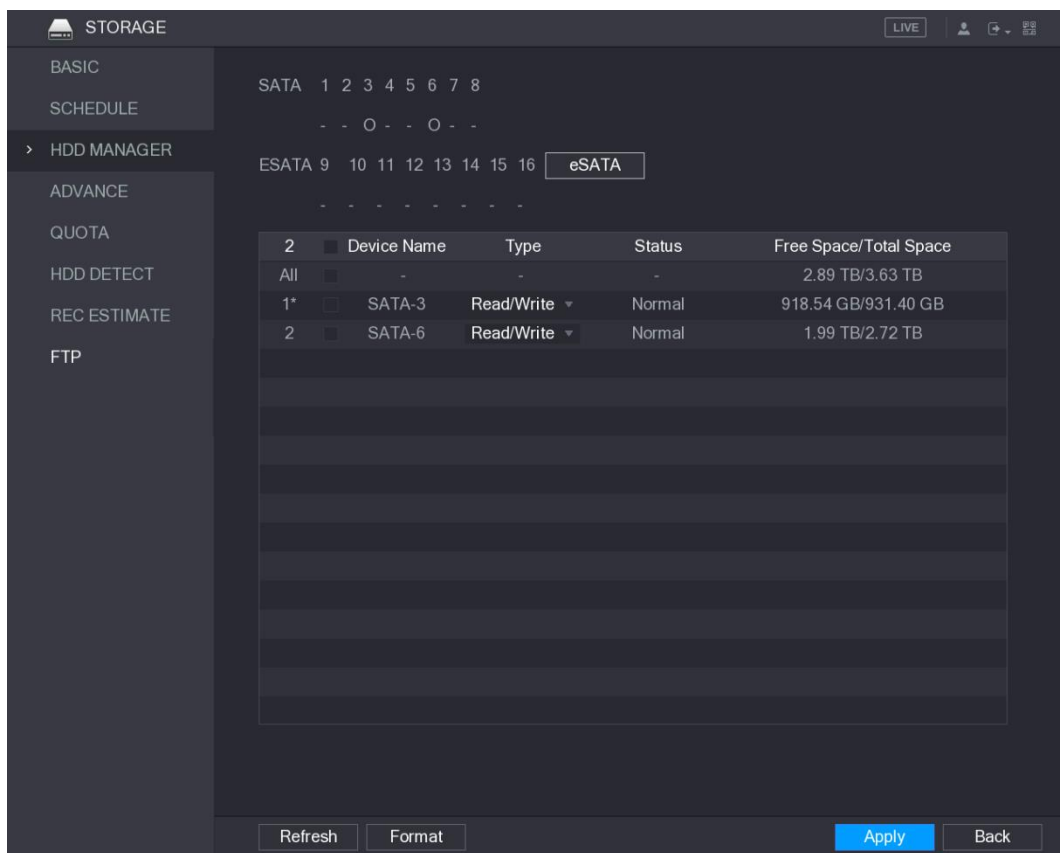 STORAGE LIVE
BASIC
SCHEDULE
> HDD MANAGER
ADVANCE
QUOTA
HDD DETECT
REC ESTIMATE
FTP
SATA 1 2 3 4 5 6 7 8
- - O - - O - -
ESATA 9 10 11 12 13 14 15 16 eSATA
- - - - - - - -
2 Device Name Type Status Free Space/Total Space
All - - - 2.89 TB/3.63 TB
1* SATA-3 Read/Write Normal 918.54 GB/931.40 GB
2 SATA-6 Read/Write Normal 1.99 TB/2.72 TB
Refresh Format Apply Back